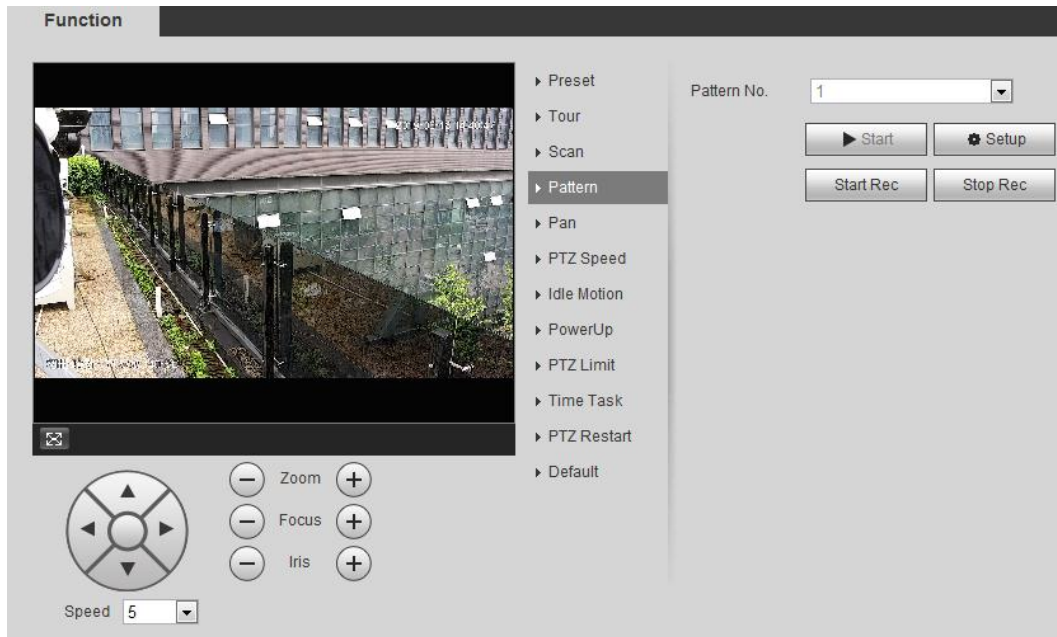 Function
Preset
Tour
Scan
Pattern
Pan
PTZ Speed
Idle Motion
PowerUp
PTZ Limit
Time Task
PTZ Restart
Default
Pattern No. 1
Start Setup
Start Rec Stop Rec
Zoom
Focus
Iris
Speed 5